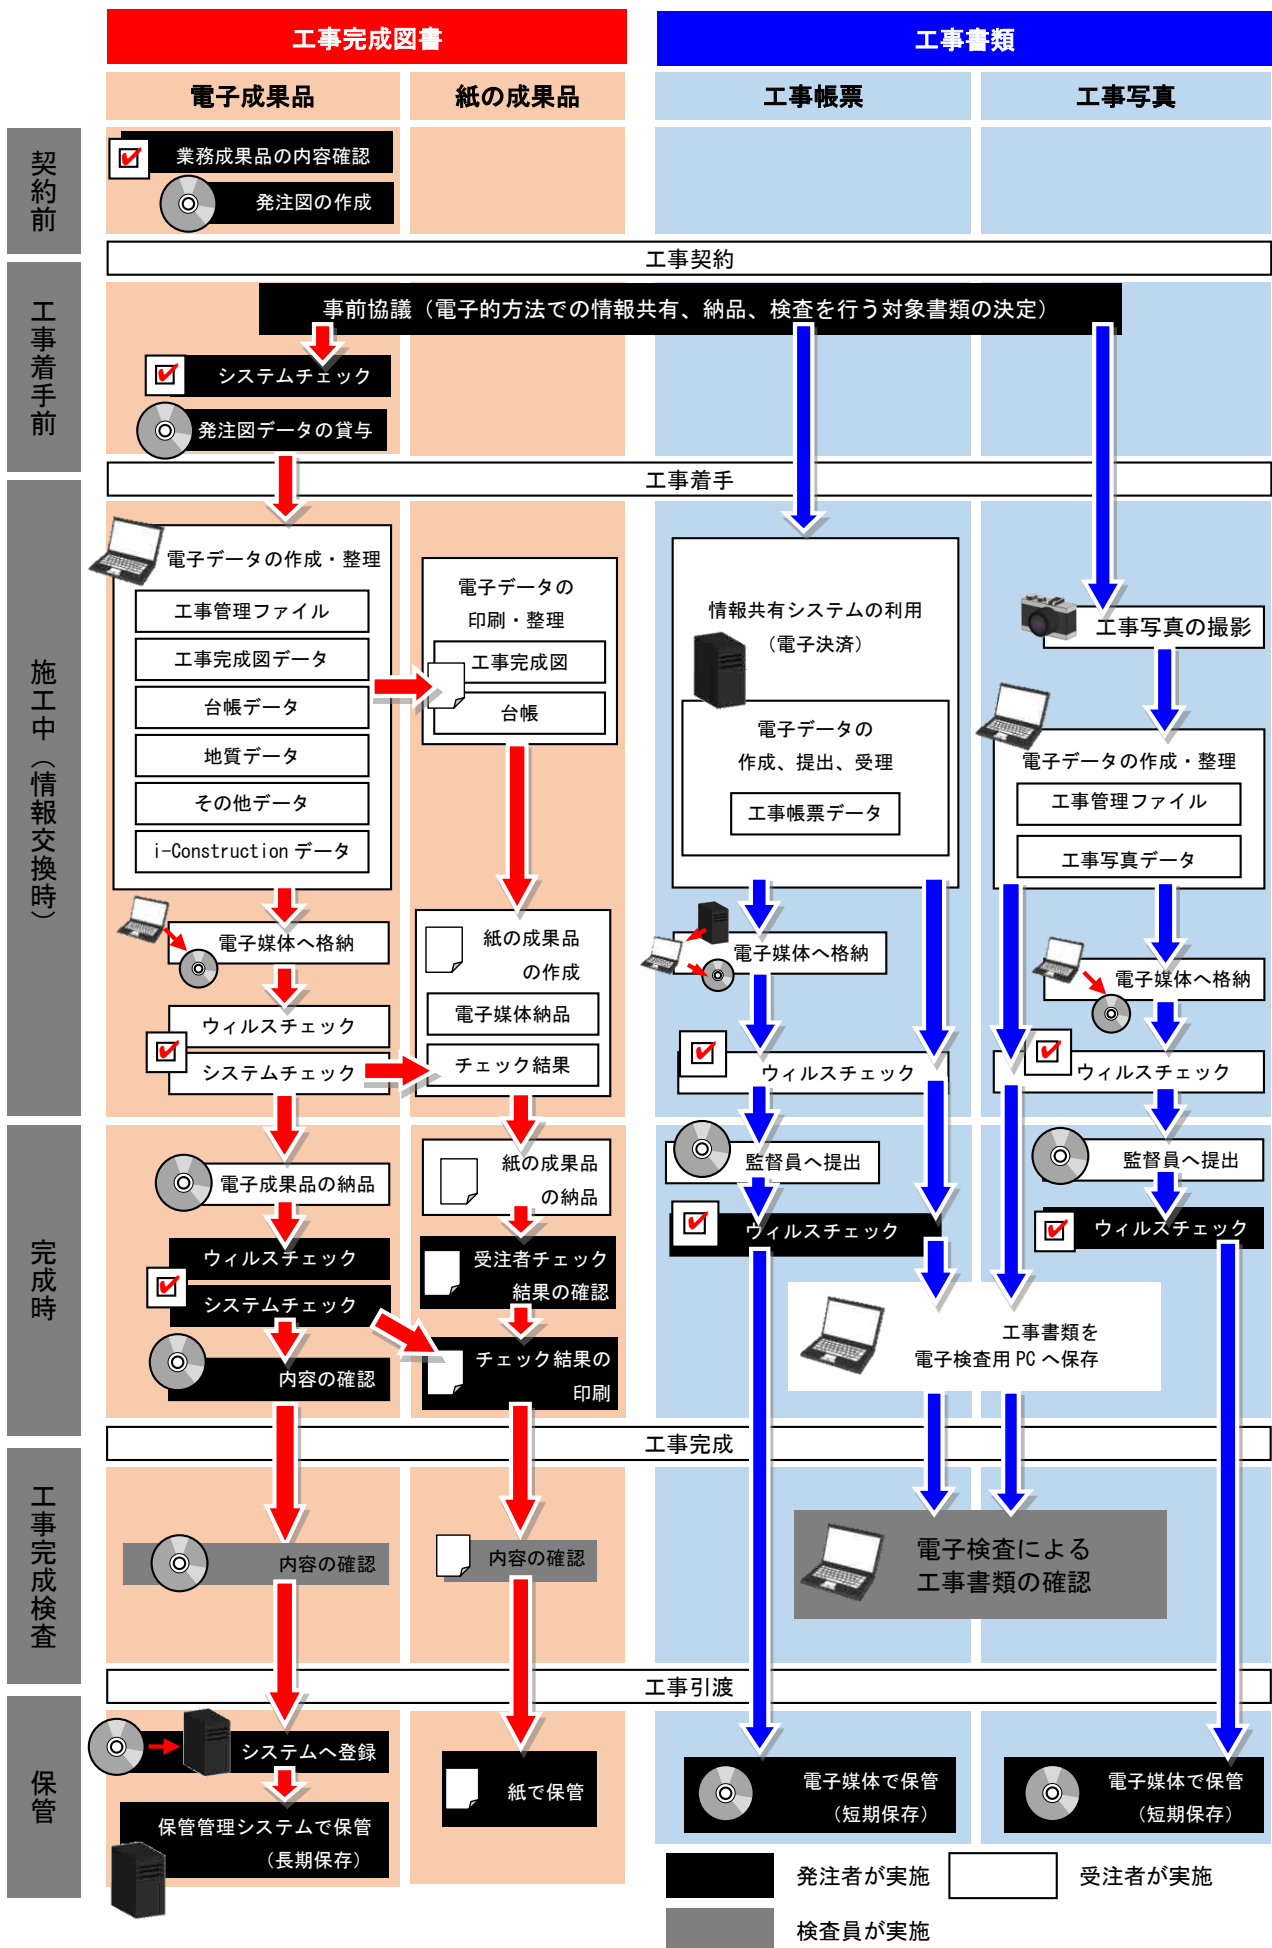 工事完成図書
工事書類
電子成果品
紙の成果品
工事帳票
工事写真
契約前
業務成果品の内容確認
発注図の作成
工事契約
工事着手前
事前協議（電子的方法での情報共有、納品、検査を行う対象書類の決定）
システムチェック
発注図データの貸与
工事着手
施工中（情報交換時）
電子データの作成・整理
工事管理ファイル
工事完成図データ
台帳データ
地質データ
その他データ
i-Construction データ
電子データの
印刷・整理
工事完成図
台帳
情報共有システムの利用
（電子決済）
電子データの
作成、提出、受理
工事帳票データ
工事写真の撮影
電子データの作成・整理
工事管理ファイル
工事写真データ
電子媒体へ格納
ウィルスチェック
システムチェック
紙の成果品
の作成
電子媒体納品
チェック結果
電子媒体へ格納
ウィルスチェック
電子媒体へ格納
ウィルスチェック
完成時
電子成果品の納品
ウィルスチェック
システムチェック
内容の確認
紙の成果品
の納品
受注者チェック
結果の確認
チェック結果の
印刷
監督員へ提出
ウィルスチェック
監督員へ提出
ウィルスチェック
工事書類を
電子検査用 PC へ保存
工事完成
工事完成検査
内容の確認
内容の確認
電子検査による
工事書類の確認
工事引渡
保管
システムへ登録
保管管理システムで保管
（長期保存）
紙で保管
電子媒体で保管
（短期保存）
電子媒体で保管
（短期保存）
発注者が実施
受注者が実施
検査員が実施